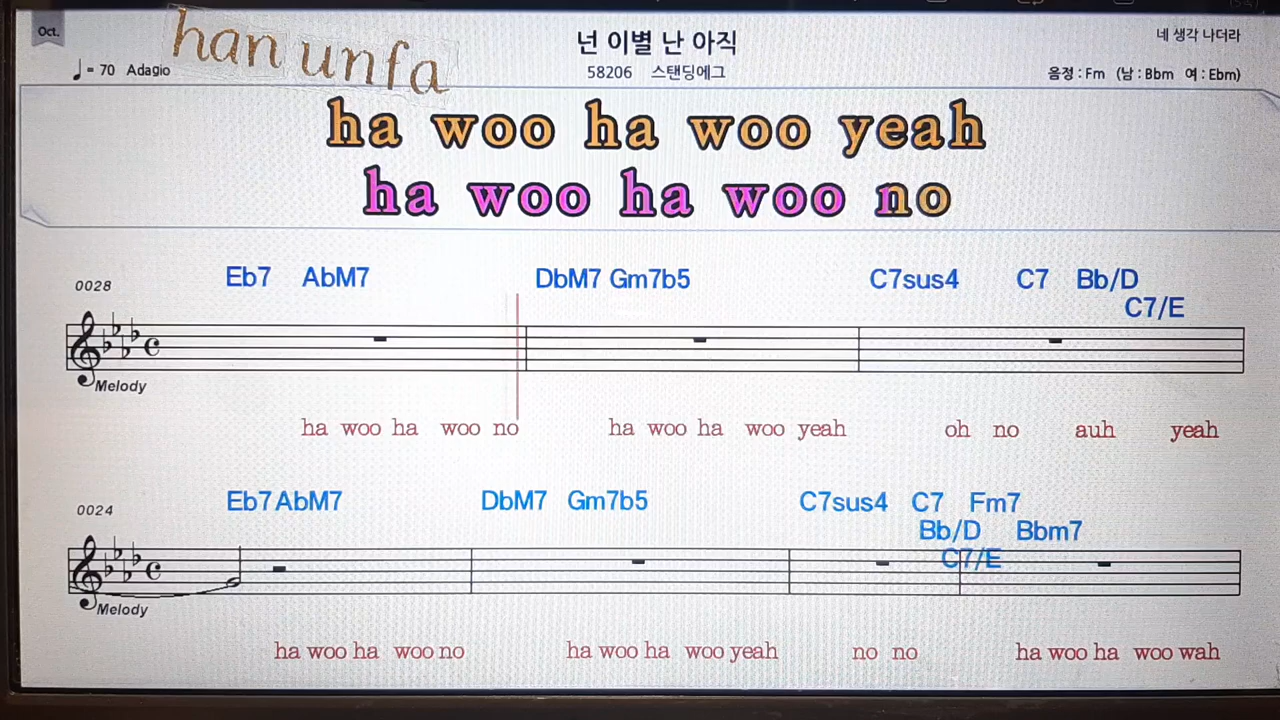 Oct.
han unfa
넌 이별 난 아직
네 생각 나더라
♩= 70 Adagio
58206 스탠딩에그
음정 : Fm (남 : Bbm 여 : Ebm)
ha woo ha woo yeah
ha woo ha woo no
0028
Eb7 AbM7 DbM7 Gm7b5 C7sus4 C7 Bb/D
C7/E
Melody
ha woo ha woo no ha woo ha woo yeah oh no auh yeah
0024
Eb7 AbM7 DbM7 Gm7b5 C7sus4 C7 Fm7
Bb/D Bbm7
C7/E
Melody
ha woo ha woo no ha woo ha woo yeah no no ha woo ha woo wah